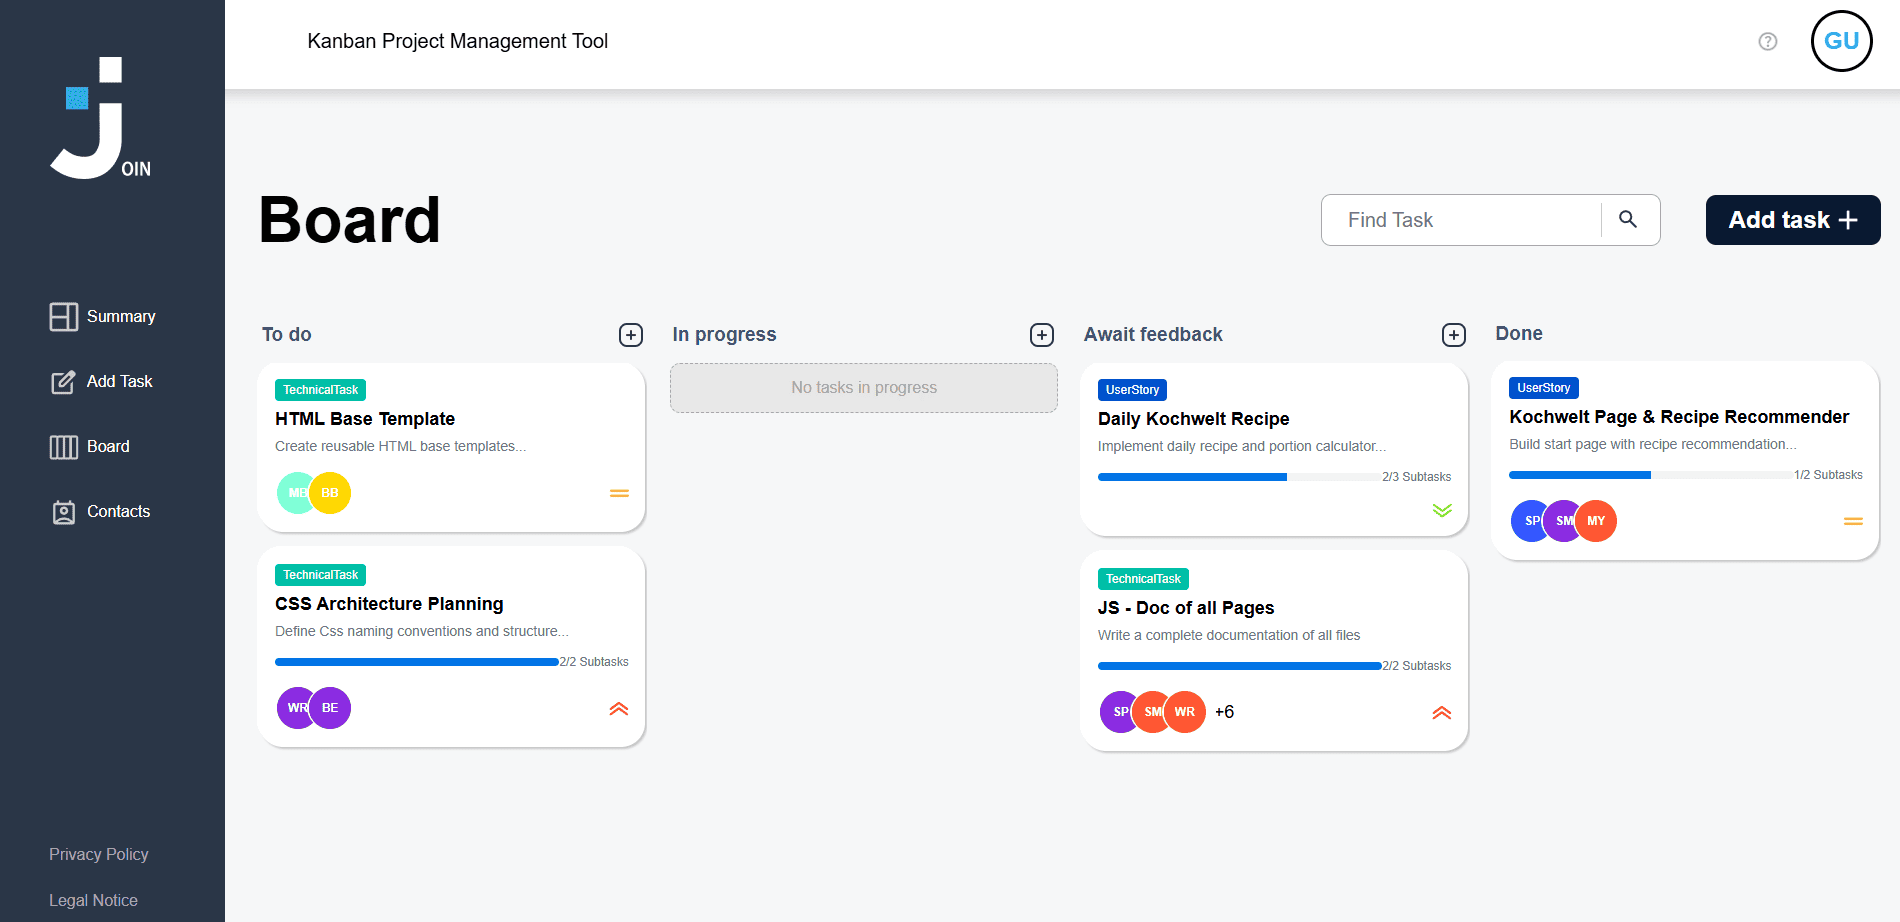 Kanban Project Management Tool
GU
OIN
Board
Find Task
Add task
Summary
Add Task
Board
Contacts
Privacy Policy
Legal Notice
To do
TechnicalTask
HTML Base Template
Create reusable HTML base templates...
MB BB
TechnicalTask
CSS Architecture Planning
Define Css naming conventions and structure...
2/2 Subtasks
WR BE
In progress
No tasks in progress
Await feedback
UserStory
Daily Kochwelt Recipe
Implement daily recipe and portion calculator...
2/3 Subtasks
TechnicalTask
JS - Doc of all Pages
Write a complete documentation of all files
2/2 Subtasks
SP SM WR +6
Done
UserStory
Kochwelt Page & Recipe Recommender
Build start page with recipe recommendation...
1/2 Subtasks
SP SM MY